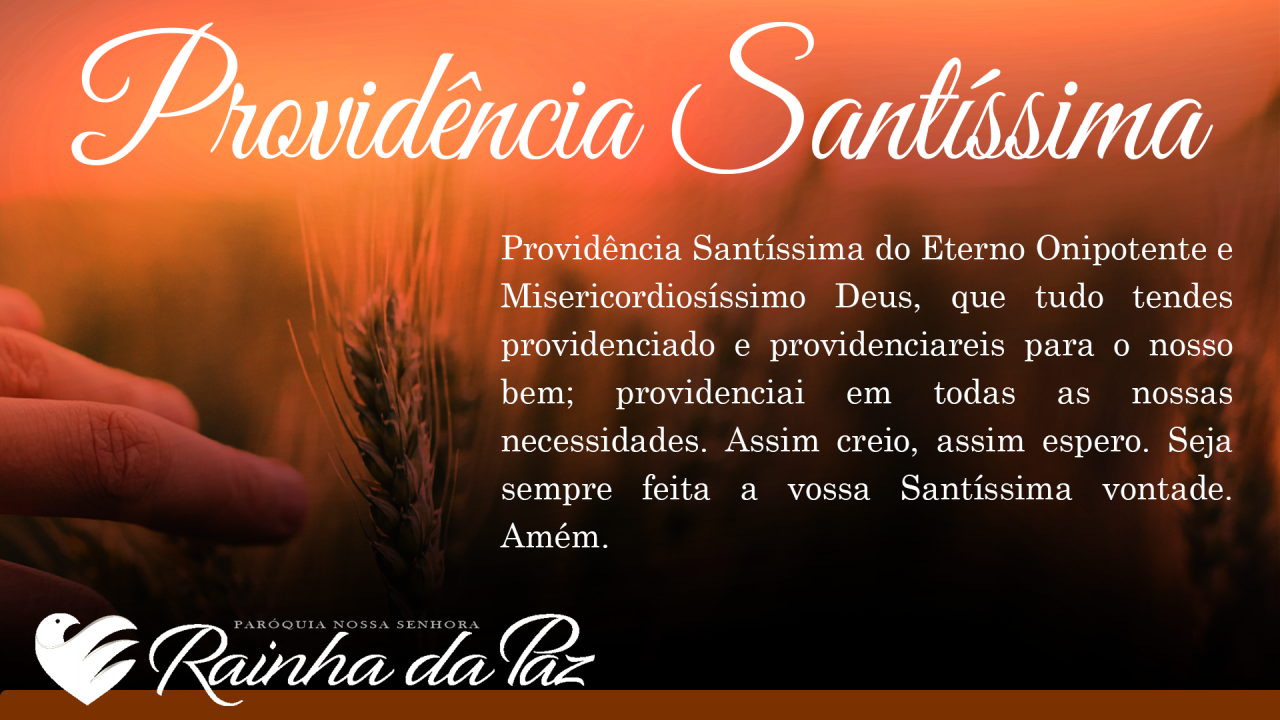 Providência Santíssima
Providência Santíssima do Eterno Onipotente e
Misericordiosíssimo Deus, que tudo tendes
providenciado e providenciareis para o nosso
bem; providenciai em todas as nossas
necessidades. Assim creio, assim espero. Seja
sempre feita a vossa Santíssima vontade.
Amém.
PARÓQUIA NOSSA SENHORA
Rainha da Paz